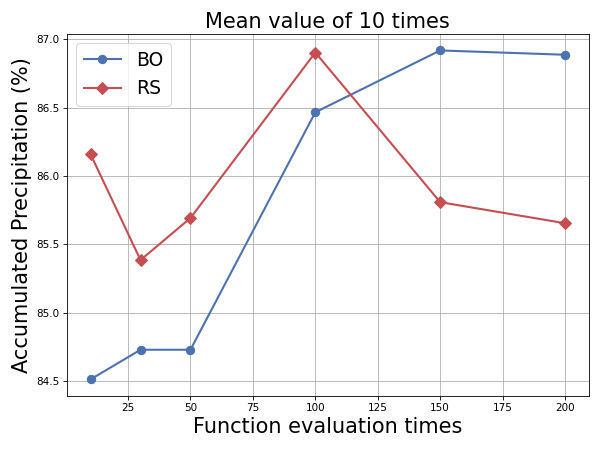 Mean value of 10 times
BO
RS
Accumulated Precipitation (%)
87.0
86.5
86.0
85.5
85.0
84.5
25 50 75 100 125 150 175 200
Function evaluation times